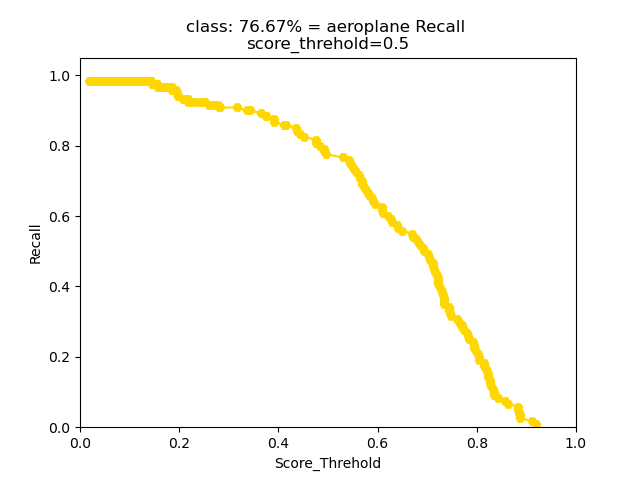 class: 76.67% = aeroplane Recall
score_threhold=0.5
1.0
0.8
0.6
0.4
0.2
0.0
Recall
0.0 0.2 0.4 0.6 0.8 1.0
Score_Threhold